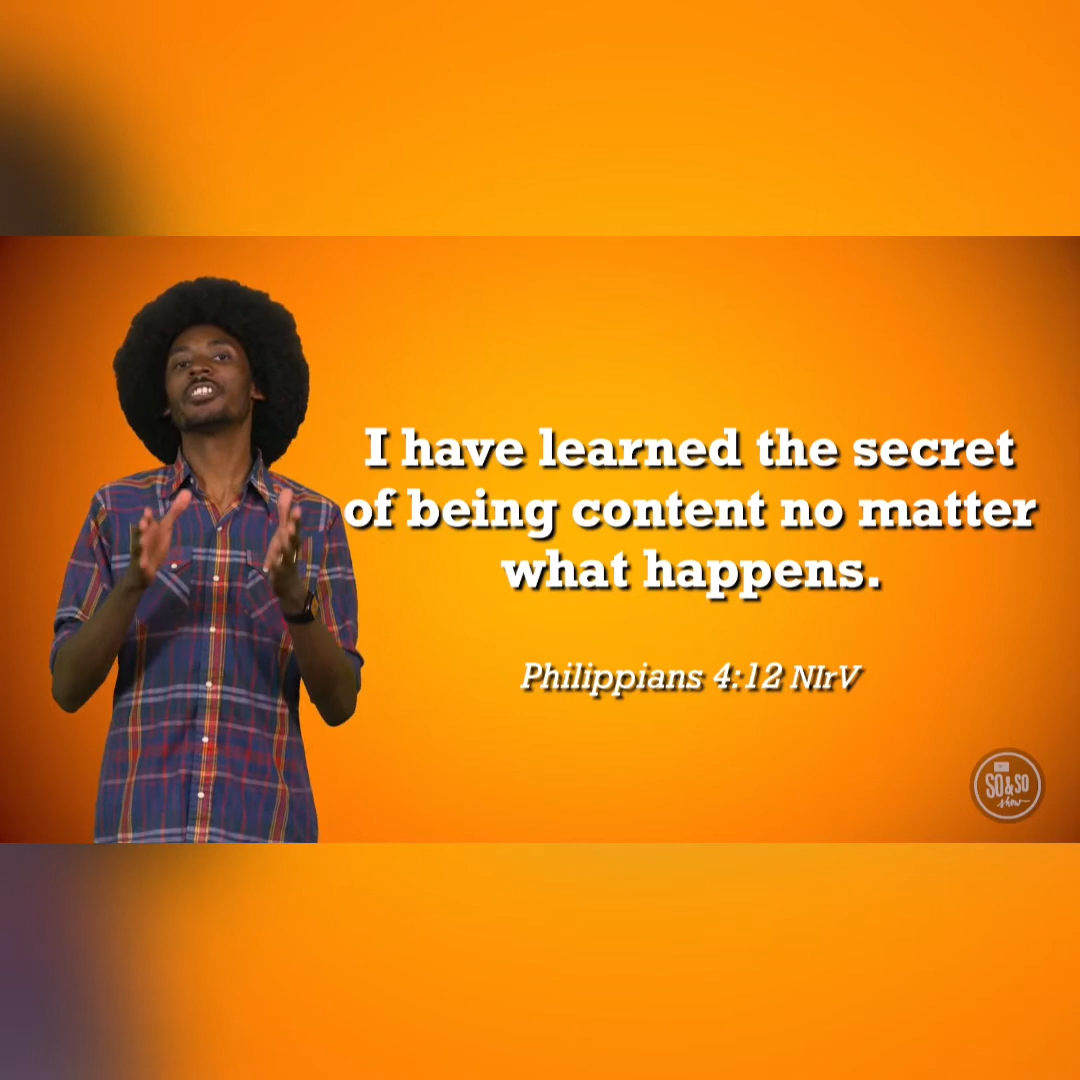 I have learned the secret
of being content no matter
what happens.
Philippians 4:12 NIrV
SO & SO
show